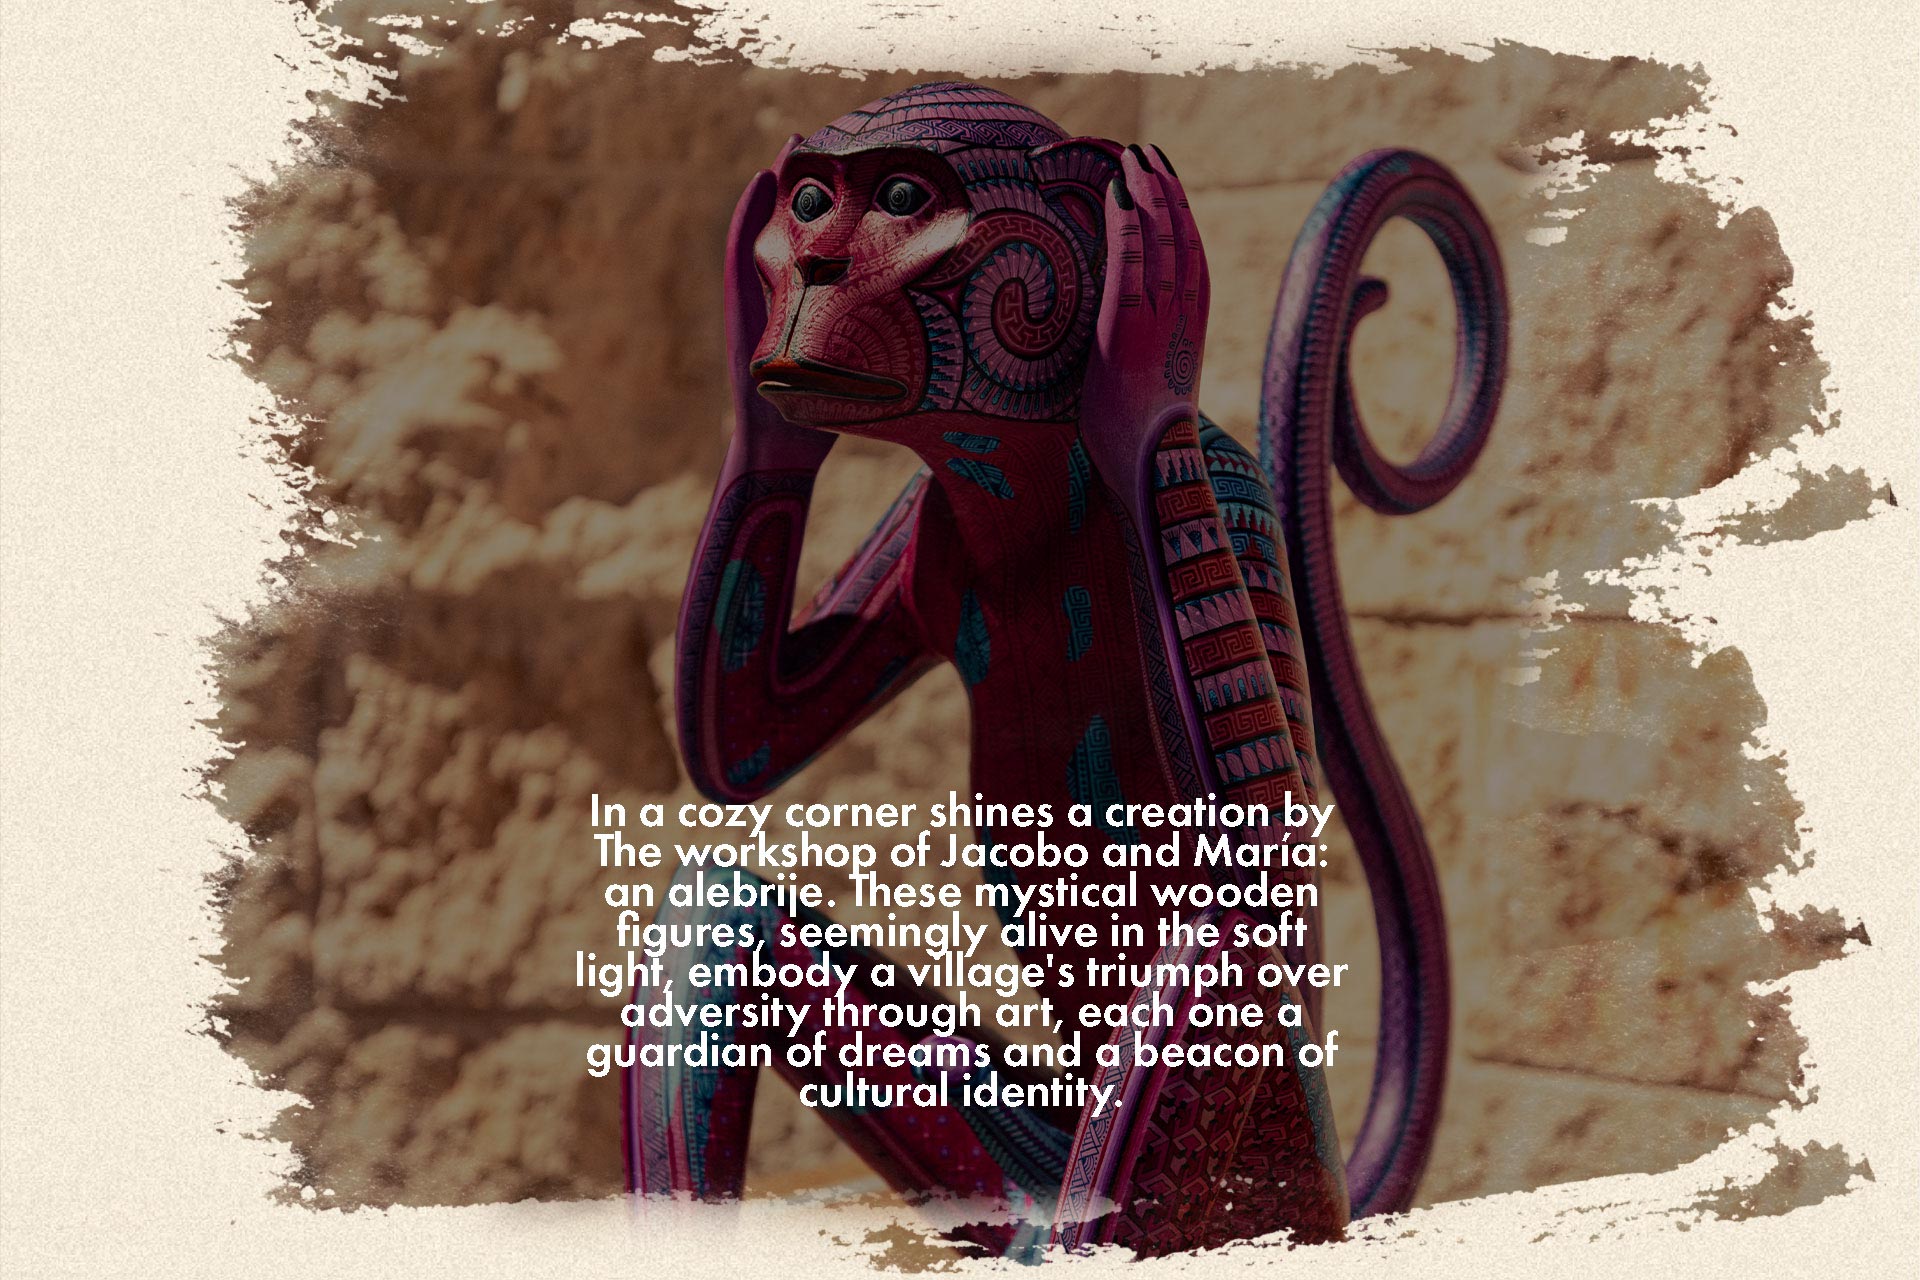 In a cozy corner shines a creation by
The workshop of Jacobo and María:
an alebrije. These mystical wooden
figures, seemingly alive in the soft
light, embody a village's triumph over
adversity through art, each one a
guardian of dreams and a beacon of
cultural identity.